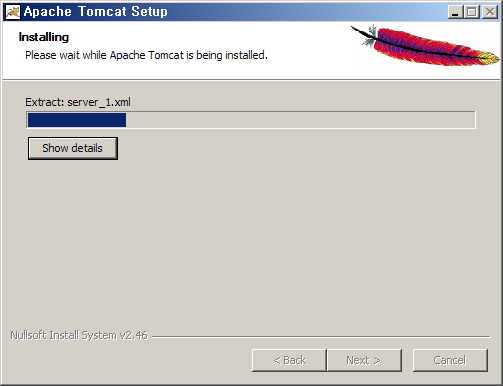 Apache Tomcat Setup
Installing
Please wait while Apache Tomcat is being installed.
Extract: server_1.xml
Show details
Nullsoft Install System v2.46
< Back
Next >
Cancel